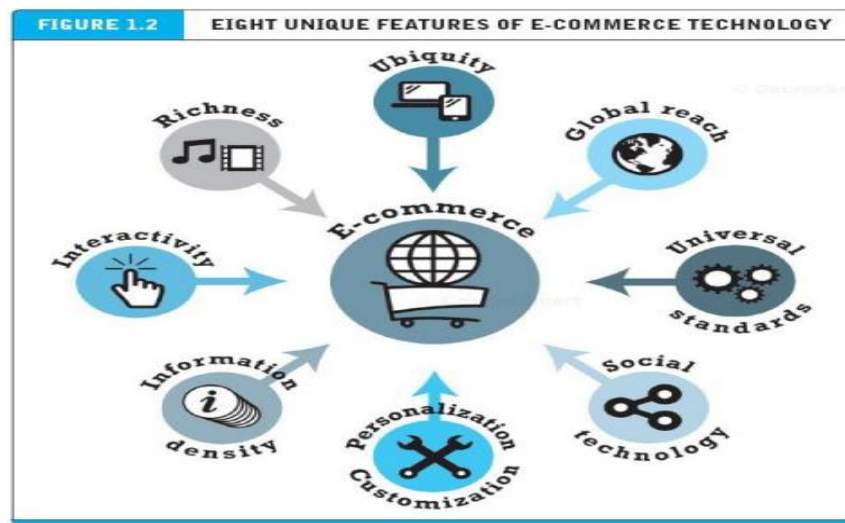 FIGURE 1.2
EIGHT UNIQUE FEATURES OF E-COMMERCE TECHNOLOGY
Ubiquity
Richness
Global reach
E-commerce
Interactivity
Universal
standards
Information
density
Social
technology
Personalization
Customization
i